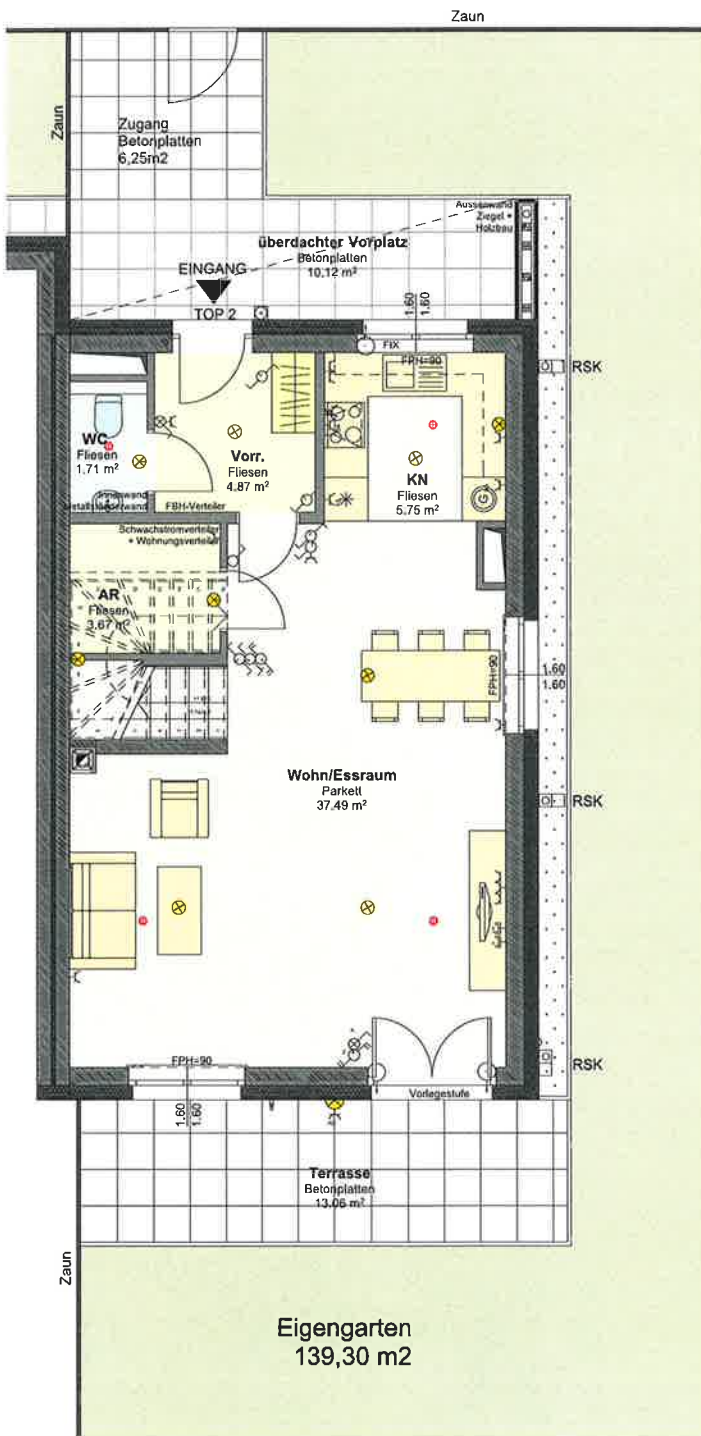 Zaun
Zaun
Zugang
Betonplatten
6,25m2
Aussenwand
Ziegel +
Holzbau
überdachter Vorplatz
Betonplatten
10,12 m²
EINGANG
TOP 2
1.60
1.60
FIX
FPH=90
RSK
WC
Fliesen
1,71 m²
Vorr.
Fliesen
4,87 m²
KN
Fliesen
5,75 m²
G
FBH-Verteiler
Schwachstromverteiler
+ Wohnungsverteiler
AR
Fliesen
3,67 m²
FPH=90
1.60
1.60
Wohn/Essraum
Parkett
37,49 m²
RSK
FPH=90
RSK
Vorlegestufe
1.60
1.60
Terrasse
Betonplatten
13,06 m²
Zaun
Eigengarten
139,30 m2